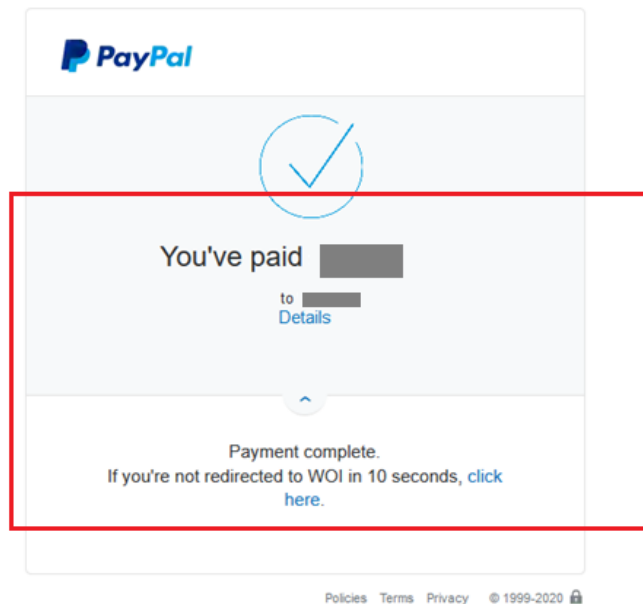 PayPal
You've paid
to
Details
Payment complete.
If you're not redirected to WOI in 10 seconds, click
here.
Policies Terms Privacy © 1999-2020